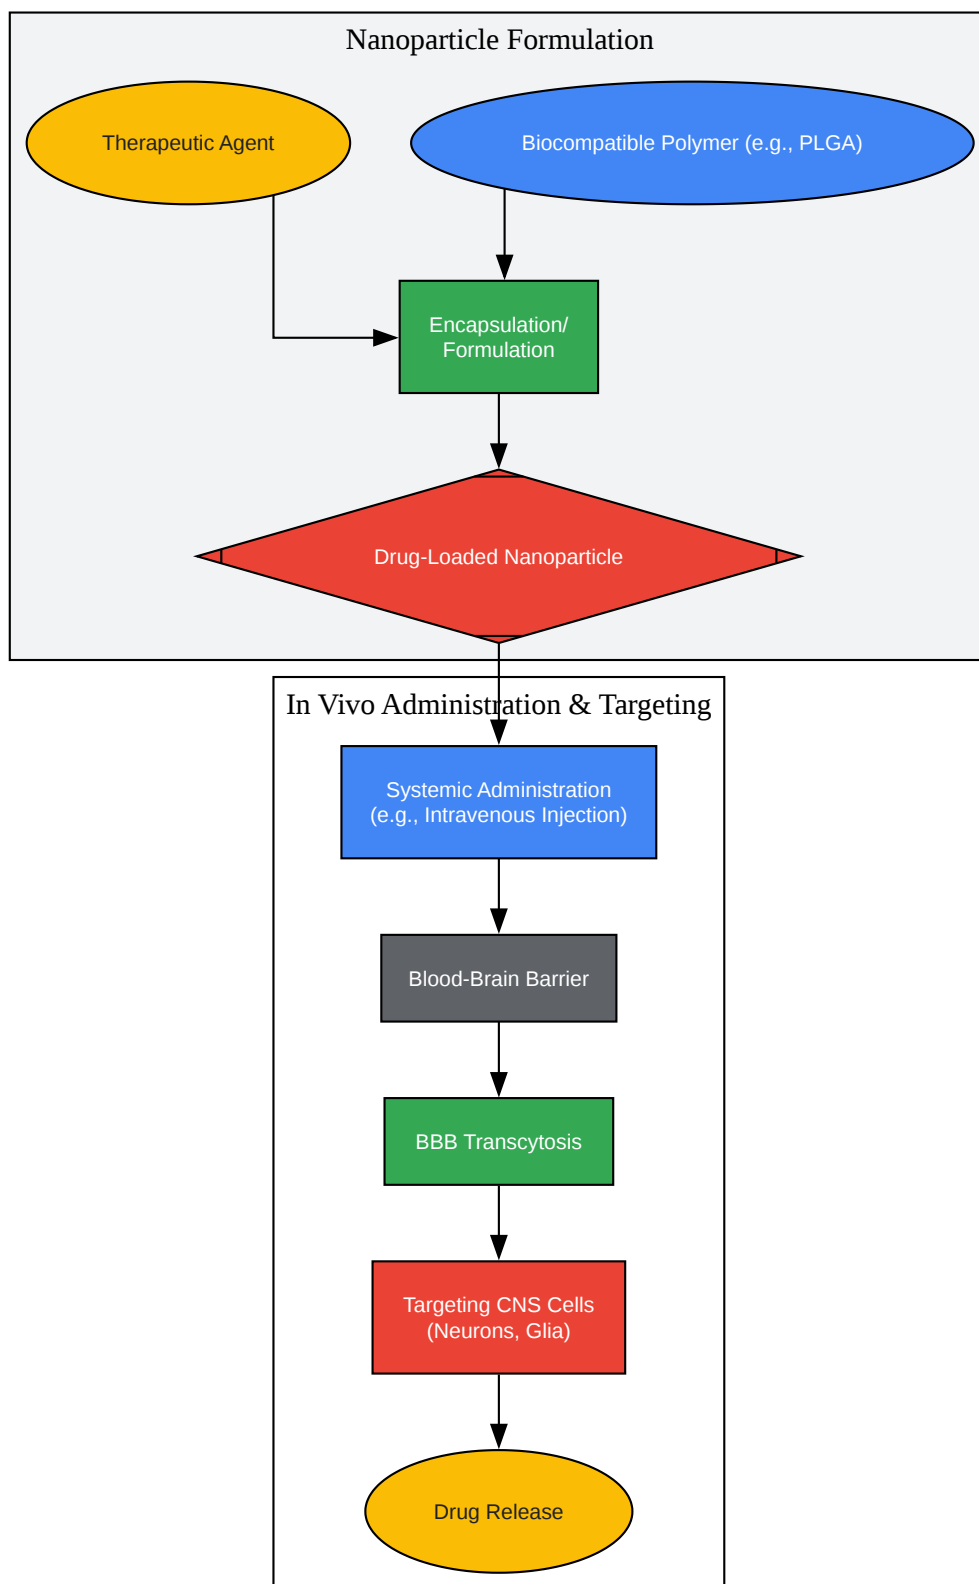 Nanoparticle Formulation
Therapeutic Agent
Biocompatible Polymer (e.g., PLGA)
Encapsulation/
Formulation
Drug-Loaded Nanoparticle
In Vivo Administration & Targeting
Systemic Administration
(e.g., Intravenous Injection)
Blood-Brain Barrier
BBB Transcytosis
Targeting CNS Cells
(Neurons, Glia)
Drug Release